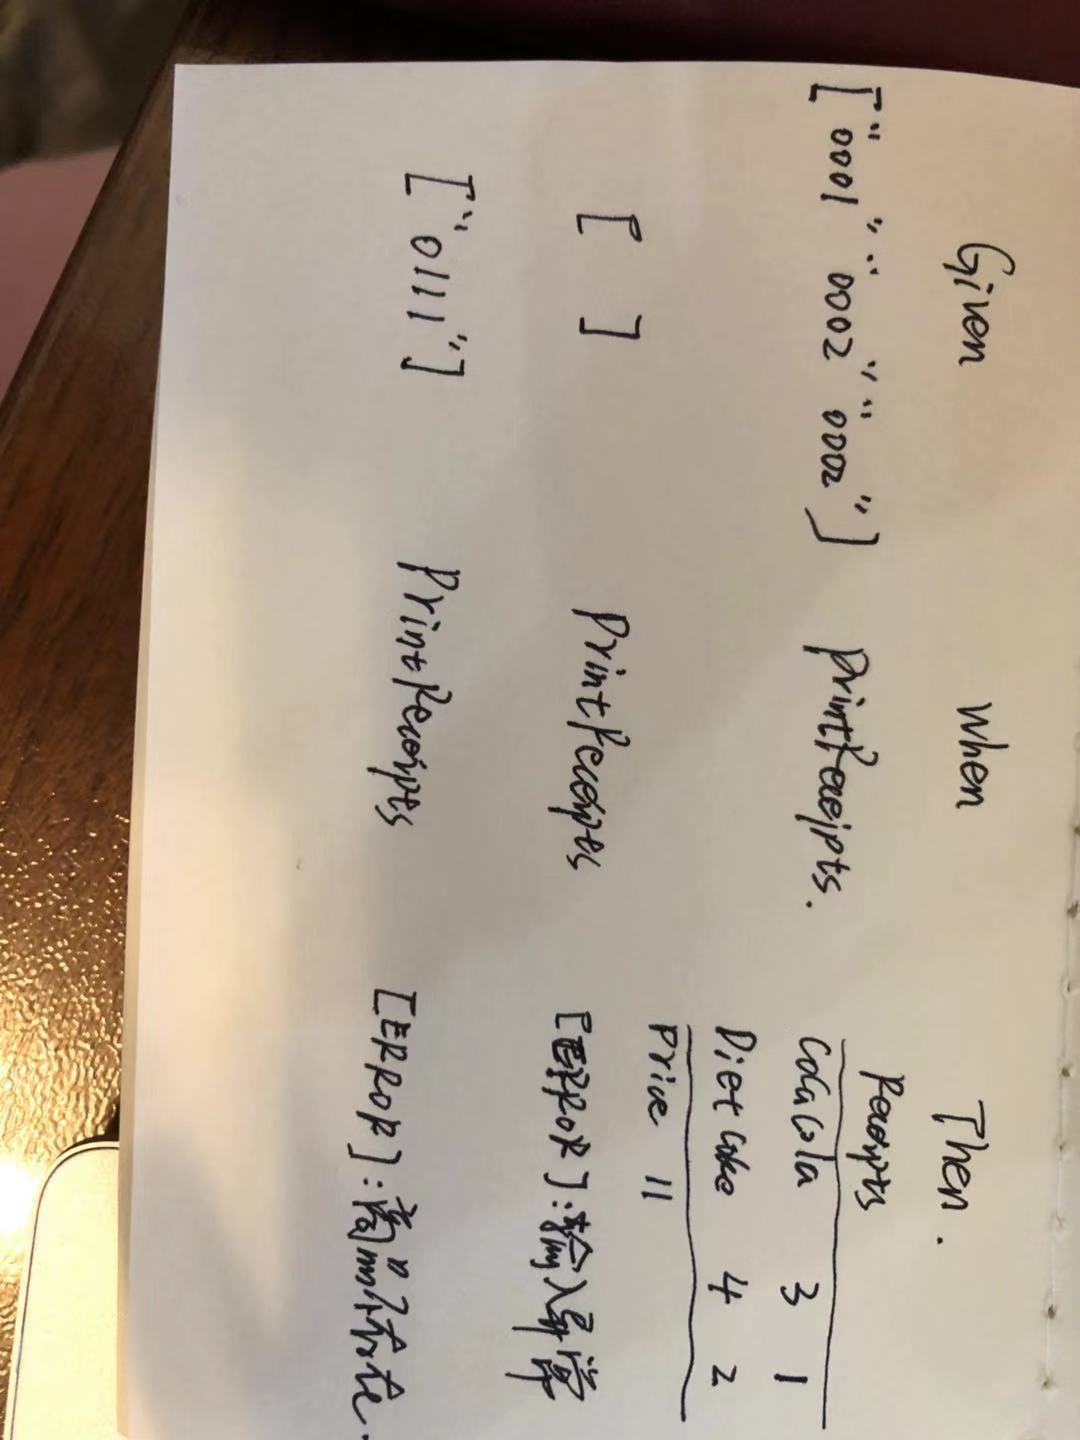 Given When Then.
["0001" "0002" "0002"] PrintReceipts. Receipts
CocaCola 3 1
Diet Coke 4 2
Price 11
[ ] PrintReceipts [ERROR]:输入异常
["0111"] PrintReceipts [ERROR]:商品不存在.